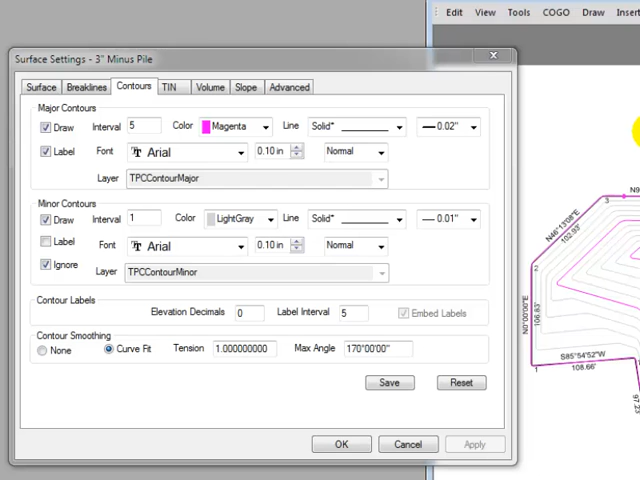 Edit View Tools COGO Draw Insert
Surface Settings - 3" Minus Pile
Surface Breaklines Contours TIN Volume Slope Advanced
Major Contours
Draw Interval 5 Color Magenta Line Solid* 0.02"
Label Font Arial 0.10 in Normal
Layer TPCContourMajor
Minor Contours
Draw Interval 1 Color LightGray Line Solid* 0.01"
Label Font Arial 0.10 in Normal
Ignore Layer TPCContourMinor
Contour Labels
Elevation Decimals 0 Label Interval 5 Embed Labels
Contour Smoothing
None Curve Fit Tension 1.000000000 Max Angle 170°00'00"
Save Reset
OK Cancel Apply
3
N46°13'08"E
102.93'
2
N0°00'00"E
106.83'
1
S85°54'52"W
108.66'